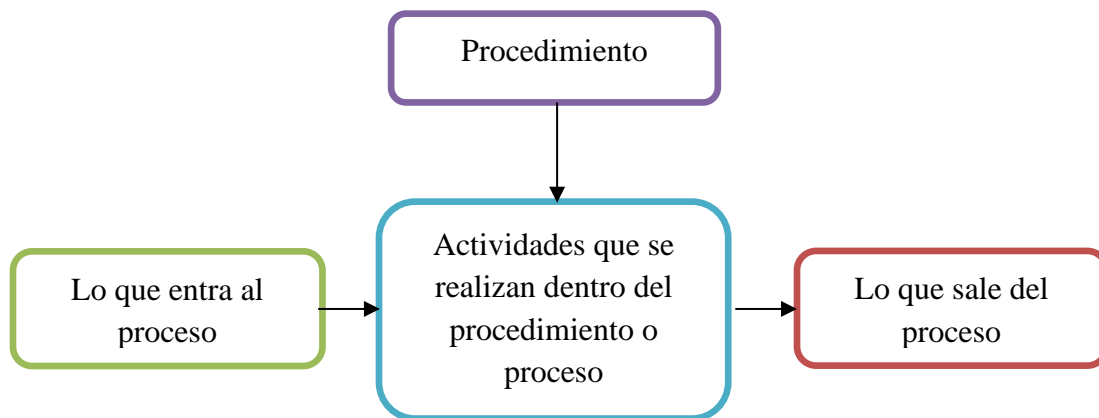 Procedimiento
Lo que entra al
proceso
Actividades que se
realizan dentro del
procedimiento o
proceso
Lo que sale del
proceso